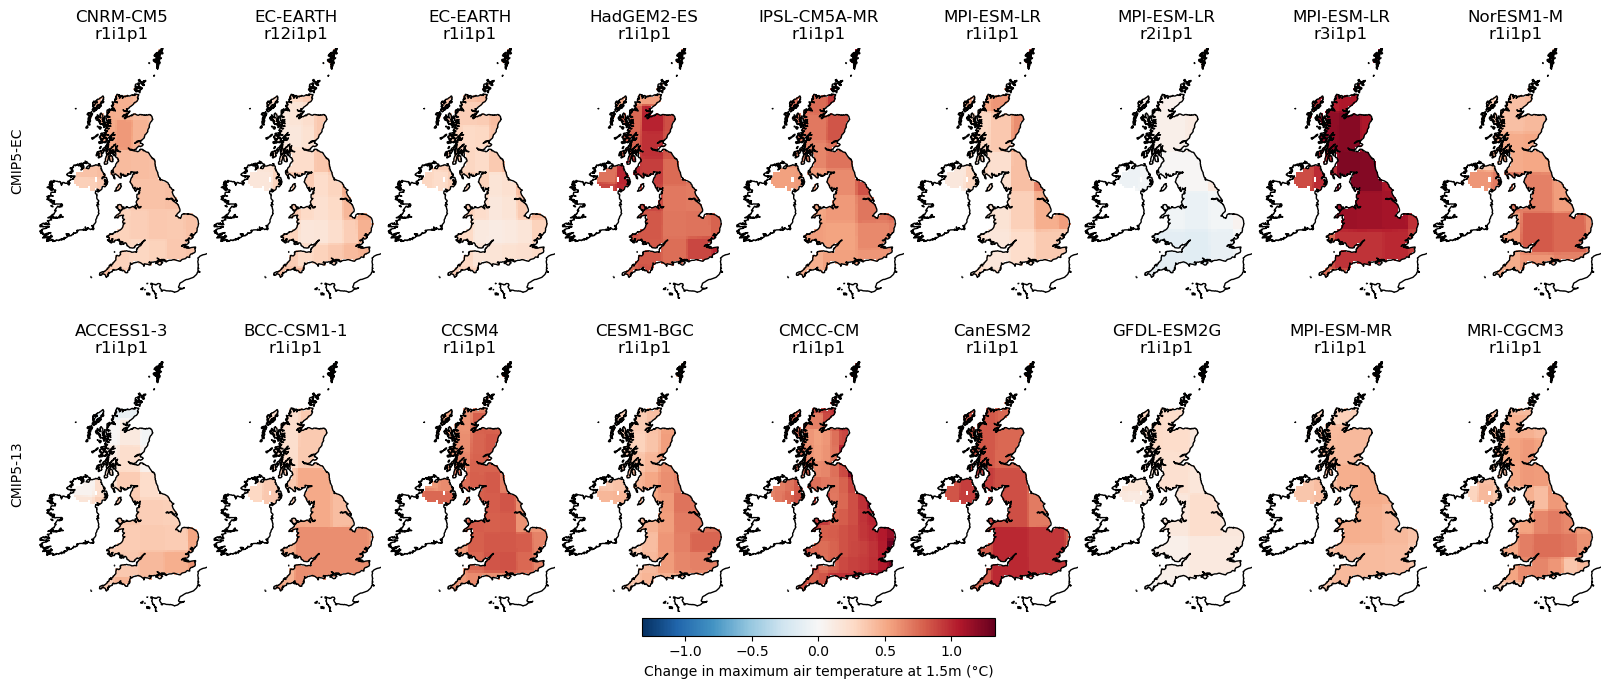 CNRM-CM5
r1i1p1
EC-EARTH
r12i1p1
EC-EARTH
r1i1p1
HadGEM2-ES
r1i1p1
IPSL-CM5A-MR
r1i1p1
MPI-ESM-LR
r1i1p1
MPI-ESM-LR
r2i1p1
MPI-ESM-LR
r3i1p1
NorESM1-M
r1i1p1
CMIP5-EC
ACCESS1-3
r1i1p1
BCC-CSM1-1
r1i1p1
CCSM4
r1i1p1
CESM1-BGC
r1i1p1
CMCC-CM
r1i1p1
CanESM2
r1i1p1
GFDL-ESM2G
r1i1p1
MPI-ESM-MR
r1i1p1
MRI-CGCM3
r1i1p1
CMIP5-13
−1.0 −0.5 0.0 0.5 1.0
Change in maximum air temperature at 1.5m (°C)